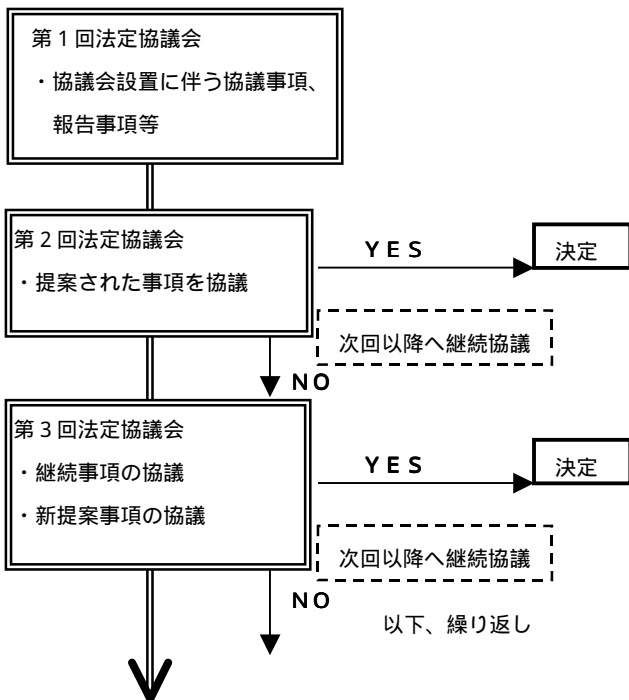 第1回法定協議会
・協議会設置に伴う協議事項、
報告事項等
第2回法定協議会
・提案された事項を協議
YES
決定
次回以降へ継続協議
NO
第3回法定協議会
・継続事項の協議
・新提案事項の協議
YES
決定
次回以降へ継続協議
NO
以下、繰り返し